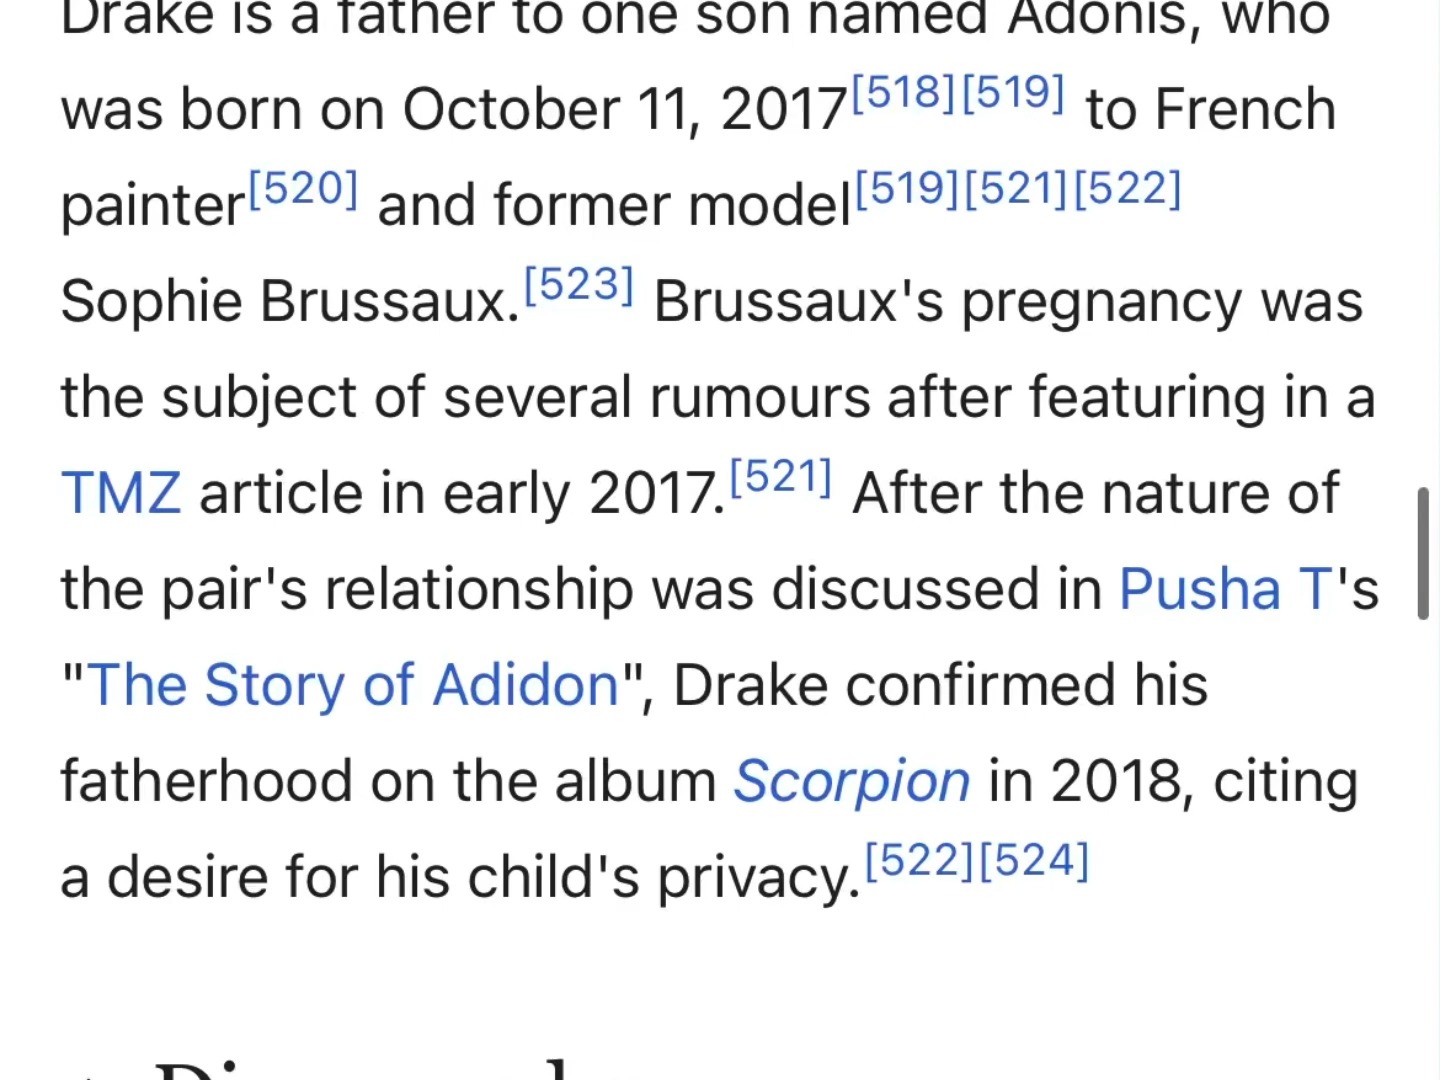 Drake is a father to one son named Adonis, who
was born on October 11, 2017[518][519] to French
painter[520] and former model[519][521][522]
Sophie Brussaux.[523] Brussaux's pregnancy was
the subject of several rumours after featuring in a
TMZ article in early 2017.[521] After the nature of
the pair's relationship was discussed in Pusha T's
"The Story of Adidon", Drake confirmed his
fatherhood on the album Scorpion in 2018, citing
a desire for his child's privacy.[522][524]